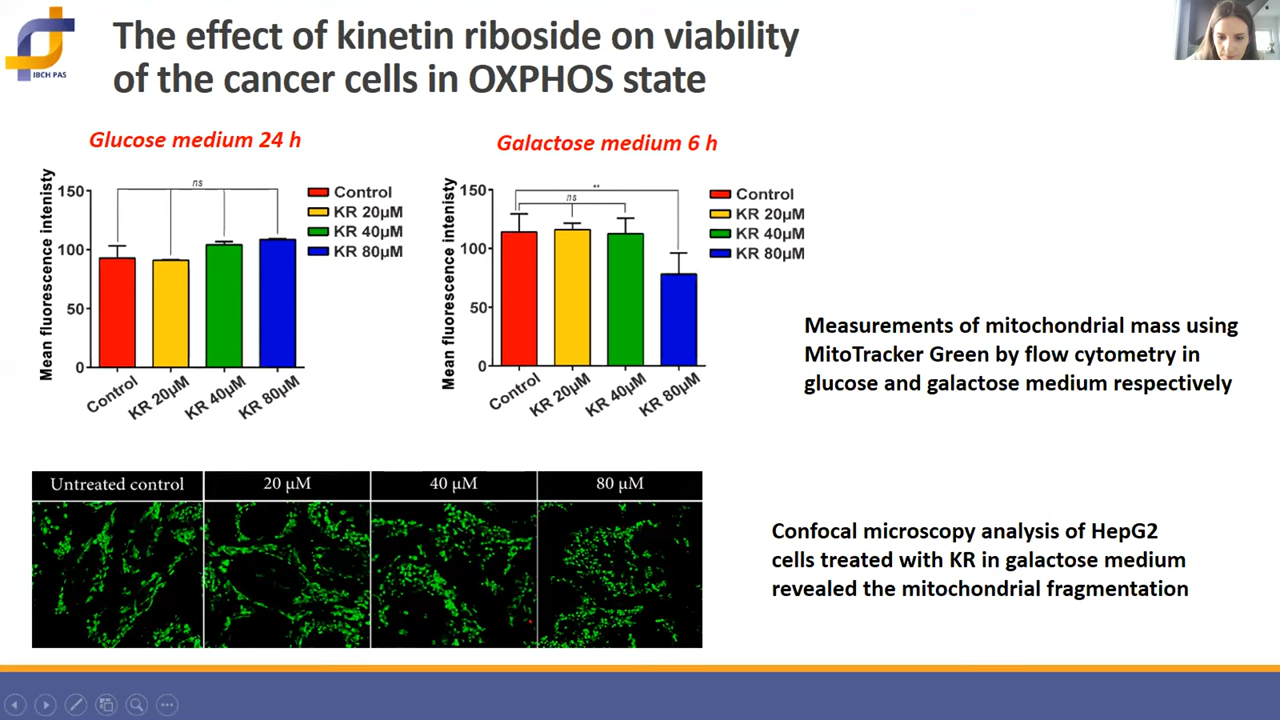 The effect of kinetin riboside on viability
of the cancer cells in OXPHOS state
IBCH PAS
Glucose medium 24 h
Mean fluorescence intenisty
150
100
50
0
ns
Control
KR 20µM
KR 40µM
KR 80µM
Control
KR 20µM
KR 40µM
KR 80µM
Galactose medium 6 h
Mean fluorescence intenisty
150
100
50
0
**
ns
Control
KR 20µM
KR 40µM
KR 80µM
Control
KR 20µM
KR 40µM
KR 80µM
Measurements of mitochondrial mass using
MitoTracker Green by flow cytometry in
glucose and galactose medium respectively
Untreated control
20 µM
40 µM
80 µM
Confocal microscopy analysis of HepG2
cells treated with KR in galactose medium
revealed the mitochondrial fragmentation